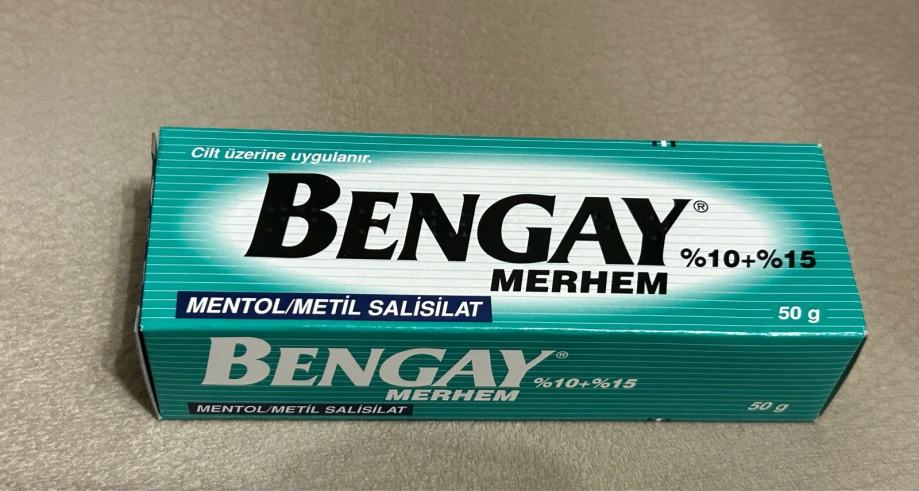 Cilt üzerine uygulanır.
BENGAY® %10+%15
MERHEM
MENTOL/METİL SALİSİLAT
50 g
BENGAY® %10+%15
MERHEM
MENTOL/METİL SALİSİLAT
50 g